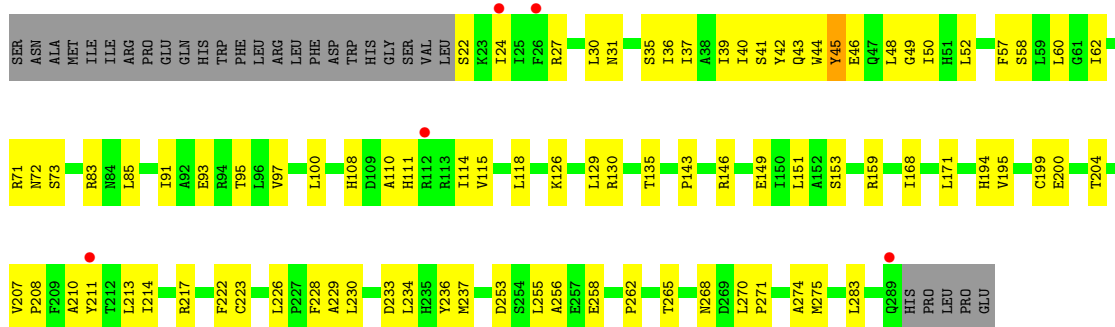 SER ASN ALA MET ILE ILE ARG PRO GLU GLN HIS TRP PHE LEU ARG LEU PHE ASP TRP HIS GLY SER VAL LEU S22 K23 I24 I25 F26 R27 L30 N31 S35 I36 I37 A38 I39 I40 S41 Y42 Q43 W44 Y45 E46 Q47 L48 G49 I50 H51 L52 F57 S58 L59 L60 G61 I62
R71 N72 S73 R83 N84 L85 I91 A92 E93 R94 T95 L96 V97 L100 H108 D109 A110 H111 R112 R113 I114 V115 L118 K126 L129 R130 T135 P143 R146 E149 I150 L151 A152 S153 R159 I168 L171 H194 V195 C199 E200 T204
V207 P208 F209 A210 Y211 T212 L213 I214 R217 F222 C223 L226 P227 F228 A229 L230 D233 L234 H235 Y236 M237 D253 S254 L255 A256 E257 E258 P262 T265 N268 D269 L270 P271 A274 M275 L283 Q289 HIS PRO LEU PRO GLU